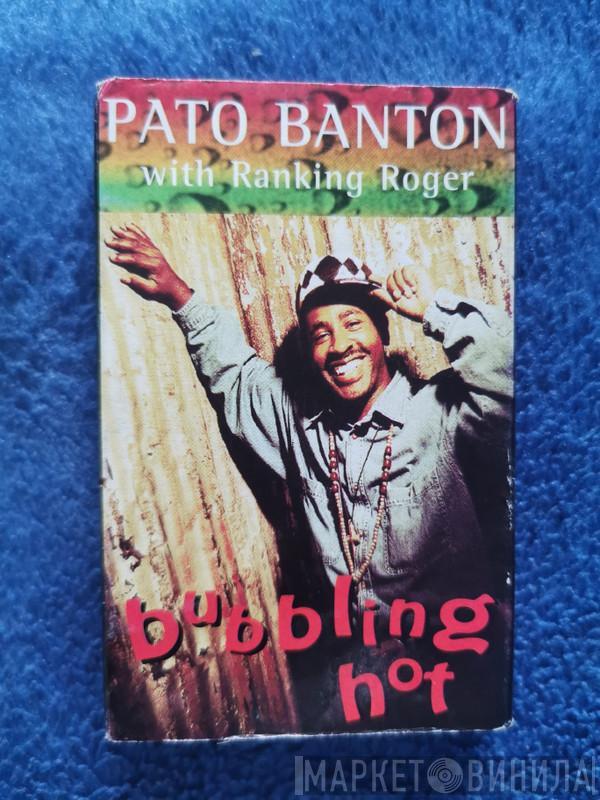 PATO BANTON
with Ranking Roger
bubbling
hot
МАРКЕТ ВИНИЛА